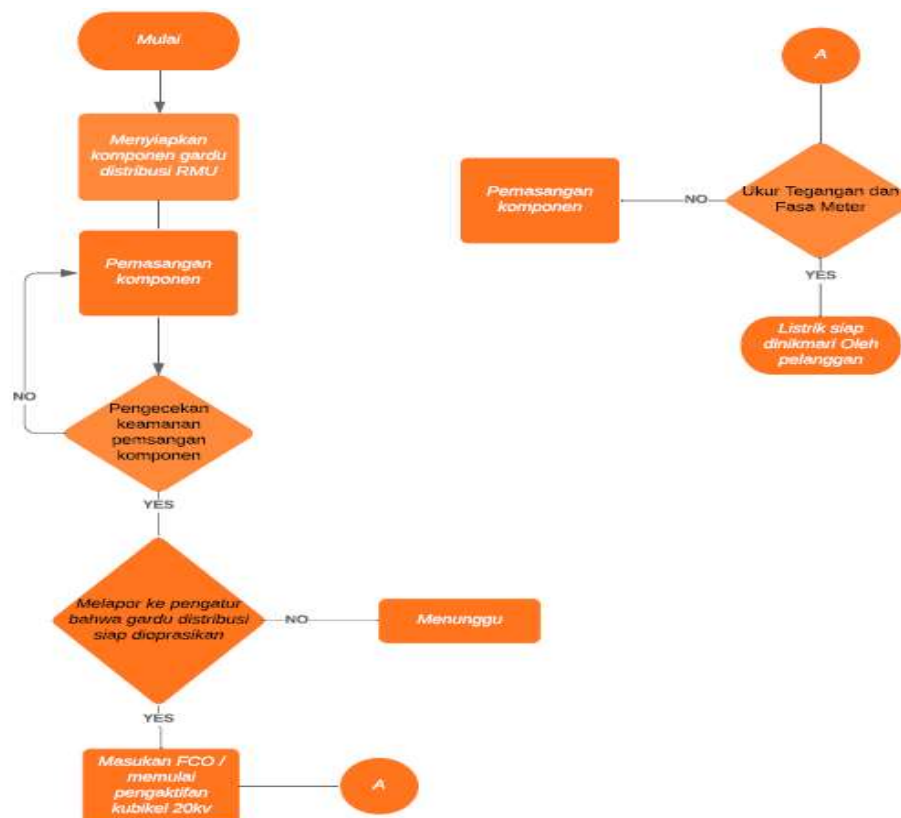 Mulai
Menyiapkan
komponen gardu
distribusi RMU
Pemasangan
komponen
NO
Pengecekan
keamanan
pemsangan
komponen
YES
Melapor ke pengatur
bahwa gardu distribusi
siap dioprasikan
NO
Menunggu
YES
Masukan FCO /
memulai
pengaktifan
kubikel 20kv
A
A
Ukur Tegangan dan
Fasa Meter
NO
Pemasangan
komponen
YES
Listrik siap
dinikmari Oleh
pelanggan